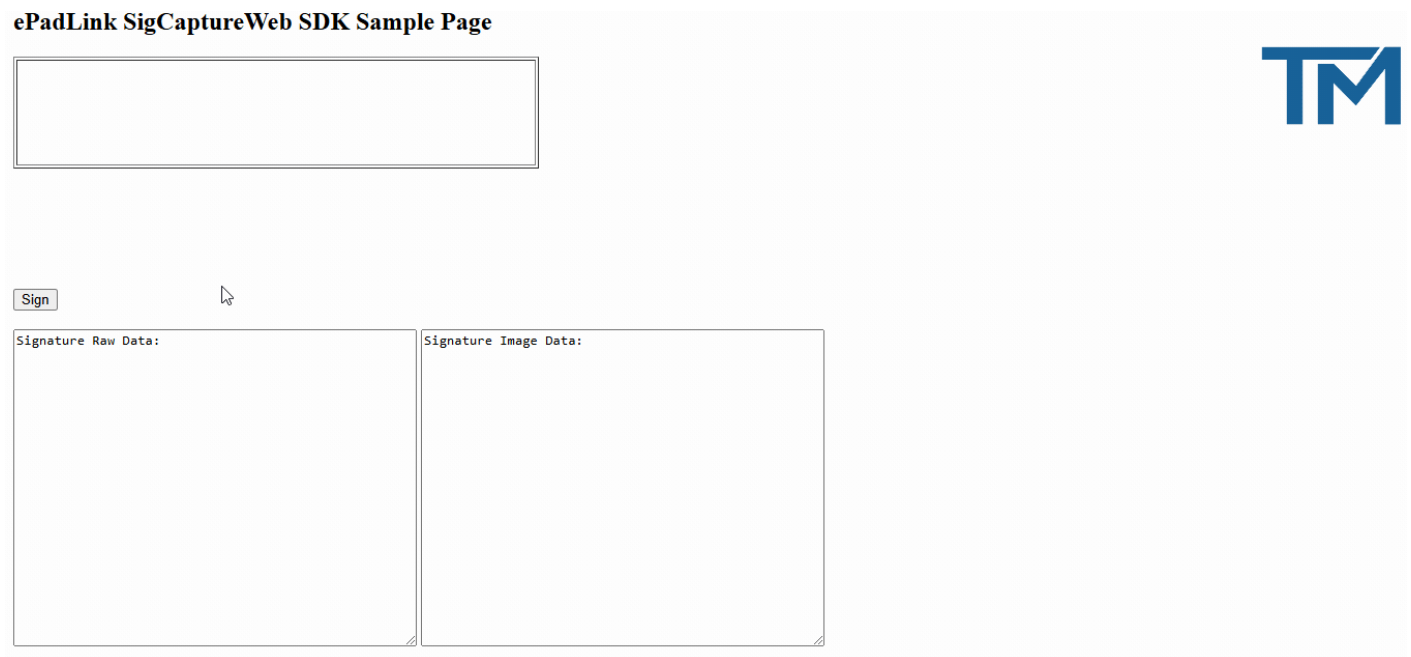 ePadLink SigCaptureWeb SDK Sample Page
TM
Sign
Signature Raw Data:
Signature Image Data: